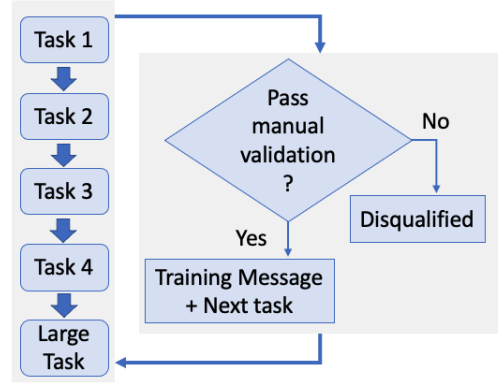 Task 1
Task 2
Task 3
Task 4
Large
Task
Pass
manual
validation
?
No
Disqualified
Yes
Training Message
+ Next task